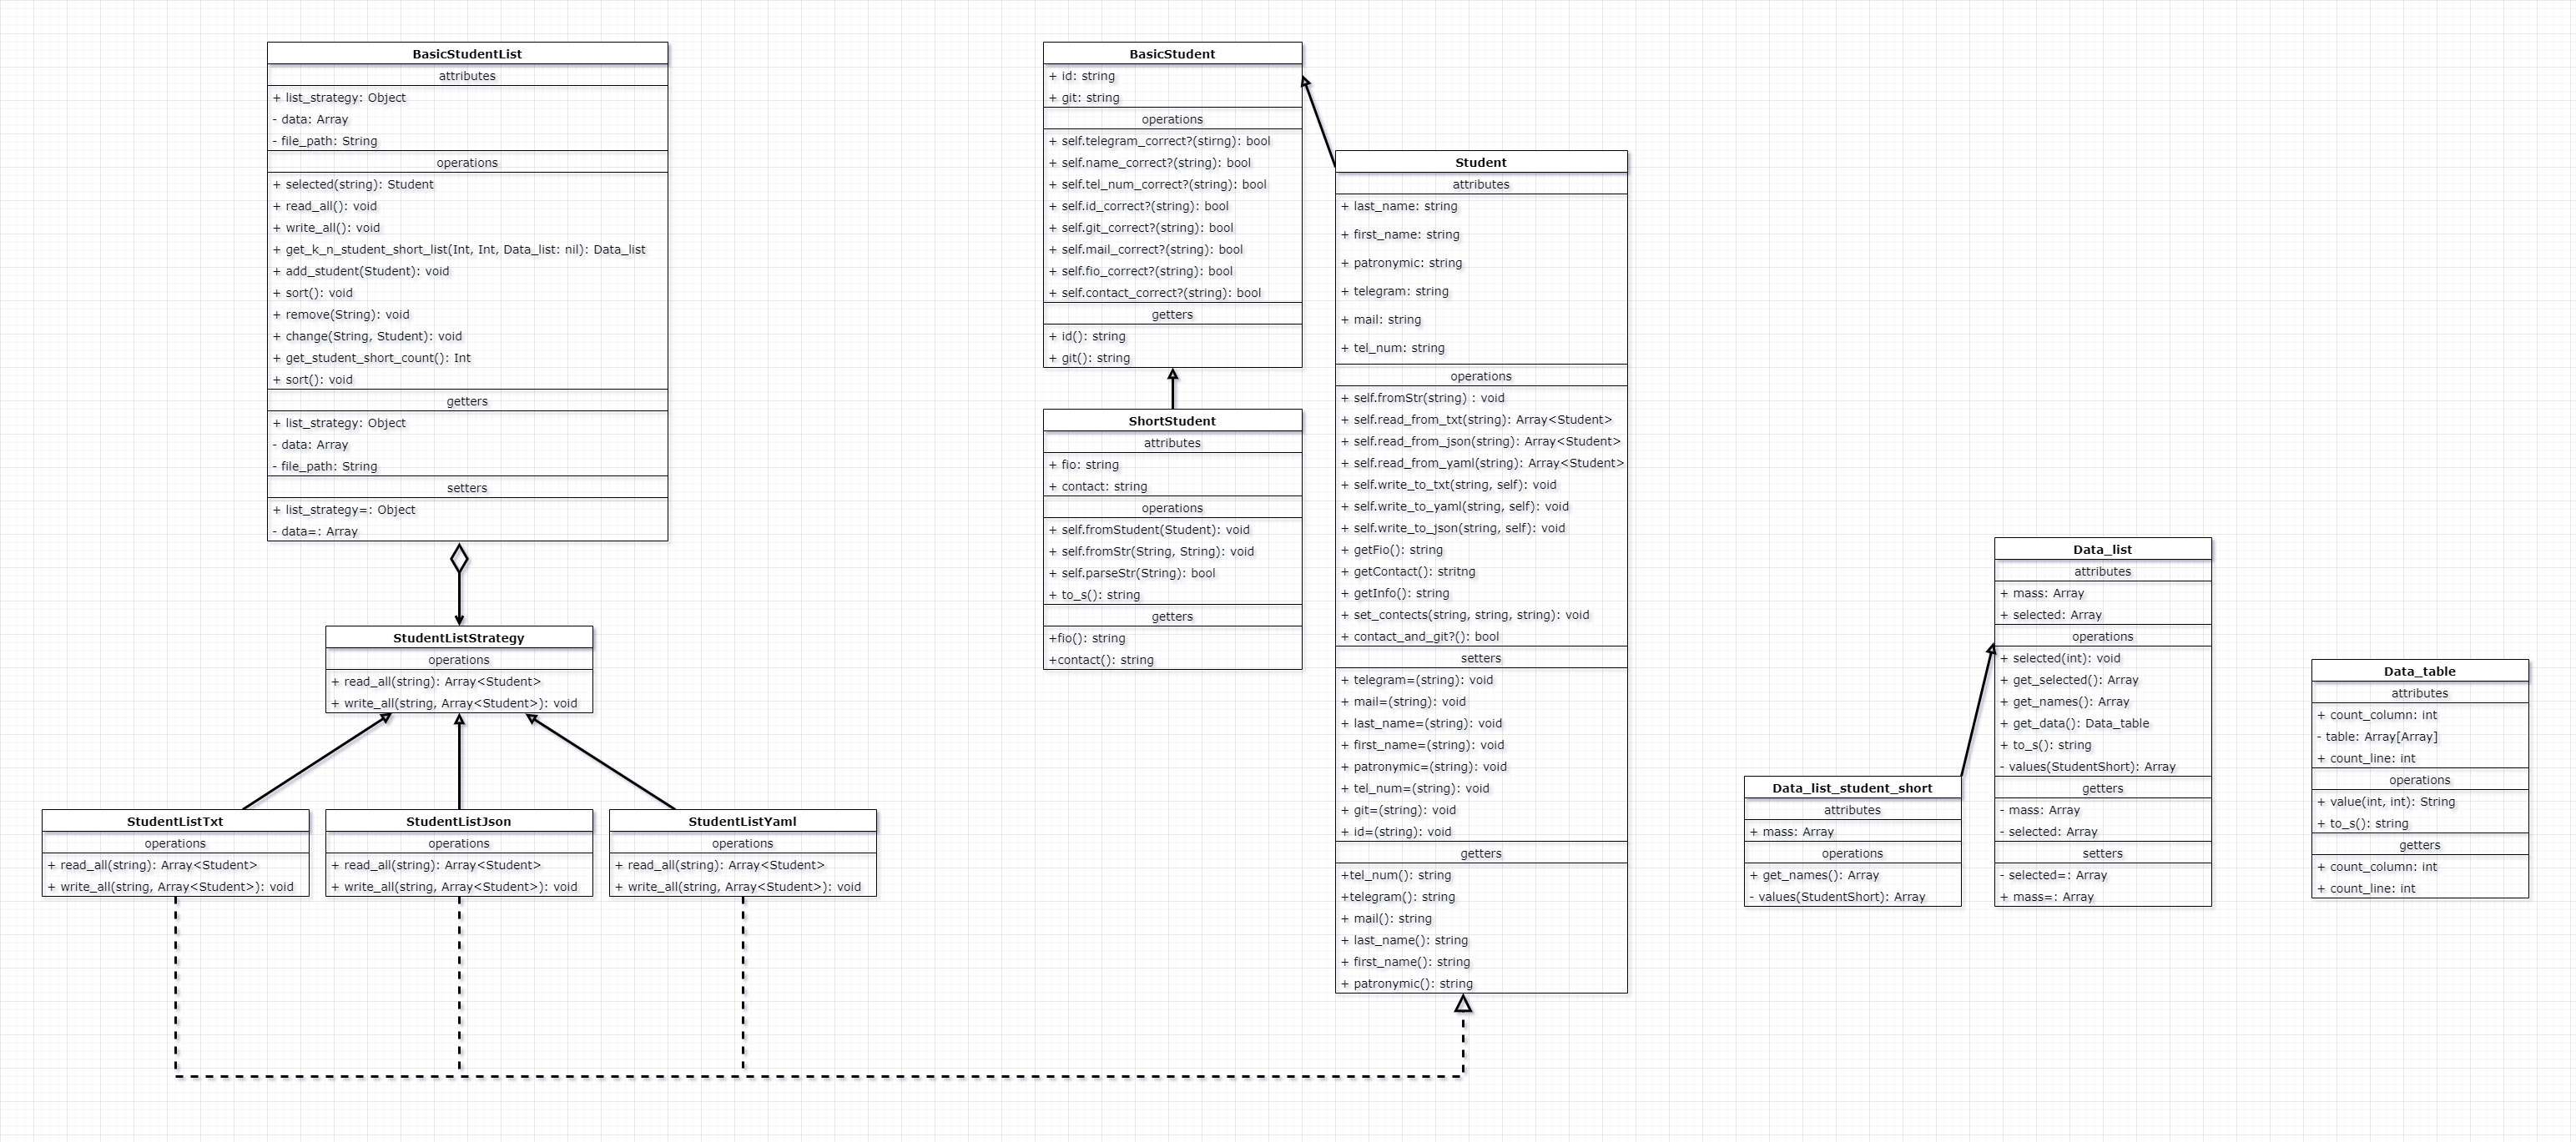 BasicStudentList
attributes
+ list_strategy: Object
- data: Array
- file_path: String
operations
+ selected(string): Student
+ read_all(): void
+ write_all(): void
+ get_k_n_student_short_list(Int, Int, Data_list: nil): Data_list
+ add_student(Student): void
+ sort(): void
+ remove(String): void
+ change(String, Student): void
+ get_student_short_count(): Int
+ sort(): void
getters
+ list_strategy: Object
- data: Array
- file_path: String
setters
+ list_strategy=: Object
- data=: Array
StudentListStrategy
operations
+ read_all(string): Array<Student>
+ write_all(string, Array<Student>): void
StudentListTxt
operations
+ read_all(string): Array<Student>
+ write_all(string, Array<Student>): void
StudentListJson
operations
+ read_all(string): Array<Student>
+ write_all(string, Array<Student>): void
StudentListYaml
operations
+ read_all(string): Array<Student>
+ write_all(string, Array<Student>): void
BasicStudent
+ id: string
+ git: string
operations
+ self.telegram_correct?(stirng): bool
+ self.name_correct?(string): bool
+ self.tel_num_correct?(stirng): bool
+ self.id_correct?(string): bool
+ self.git_correct?(string): bool
+ self.mail_correct?(string): bool
+ self.fio_correct?(string): bool
+ self.contact_correct?(string): bool
getters
+ id(): string
+ git(): string
ShortStudent
attributes
+ fio: string
+ contact: string
operations
+ self.fromStudent(Student): void
+ self.fromStr(String, String): void
+ self.parseStr(String): bool
+ to_s(): string
getters
+fio(): string
+contact(): string
Student
attributes
+ last_name: string
+ first_name: string
+ patronymic: string
+ telegram: string
+ mail: string
+ tel_num: string
operations
+ self.fromStr(string) : void
+ self.read_from_txt(string): Array<Student>
+ self.read_from_json(string): Array<Student>
+ self.read_from_yaml(string): Array<Student>
+ self.write_to_txt(string, self): void
+ self.write_to_yaml(string, self): void
+ self.write_to_json(string, self): void
+ getFio(): string
+ getContact(): stritng
+ getInfo(): string
+ set_contects(string, string, string): void
+ contact_and_git?(): bool
setters
+ telegram=(string): void
+ mail=(string): void
+ last_name=(string): void
+ first_name=(string): void
+ patronymic=(string): void
+ tel_num=(string): void
+ git=(string): void
+ id=(string): void
getters
+tel_num(): string
+telegram(): string
+ mail(): string
+ last_name(): string
+ first_name(): string
+ patronymic(): string
Data_list_student_short
attributes
+ mass: Array
operations
+ get_names(): Array
- values(StudentShort): Array
Data_list
attributes
+ mass: Array
+ selected: Array
operations
+ selected(int): void
+ get_selected(): Array
+ get_names(): Array
+ get_data(): Data_table
+ to_s(): string
- values(StudentShort): Array
getters
- mass: Array
- selected: Array
setters
- selected=: Array
+ mass=: Array
Data_table
attributes
+ count_column: int
- table: Array[Array]
+ count_line: int
operations
+ value(int, int): String
+ to_s(): string
getters
+ count_column: int
+ count_line: int